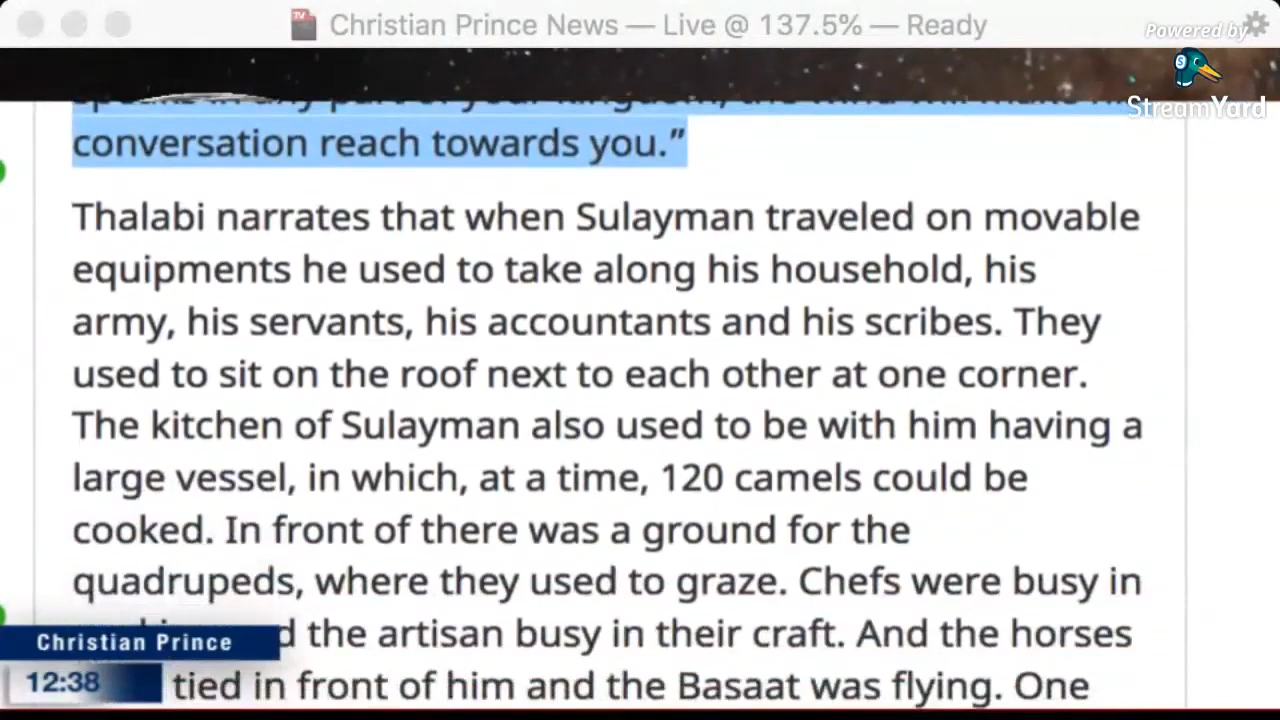 Christian Prince News — Live @ 137.5% — Ready
Powered by
StreamYard
conversation reach towards you.”
Thalabi narrates that when Sulayman traveled on movable
equipments he used to take along his household, his
army, his servants, his accountants and his scribes. They
used to sit on the roof next to each other at one corner.
The kitchen of Sulayman also used to be with him having a
large vessel, in which, at a time, 120 camels could be
cooked. In front of there was a ground for the
quadrupeds, where they used to graze. Chefs were busy in
the artisan busy in their craft. And the horses
tied in front of him and the Basaat was flying. One
Christian Prince
12:38